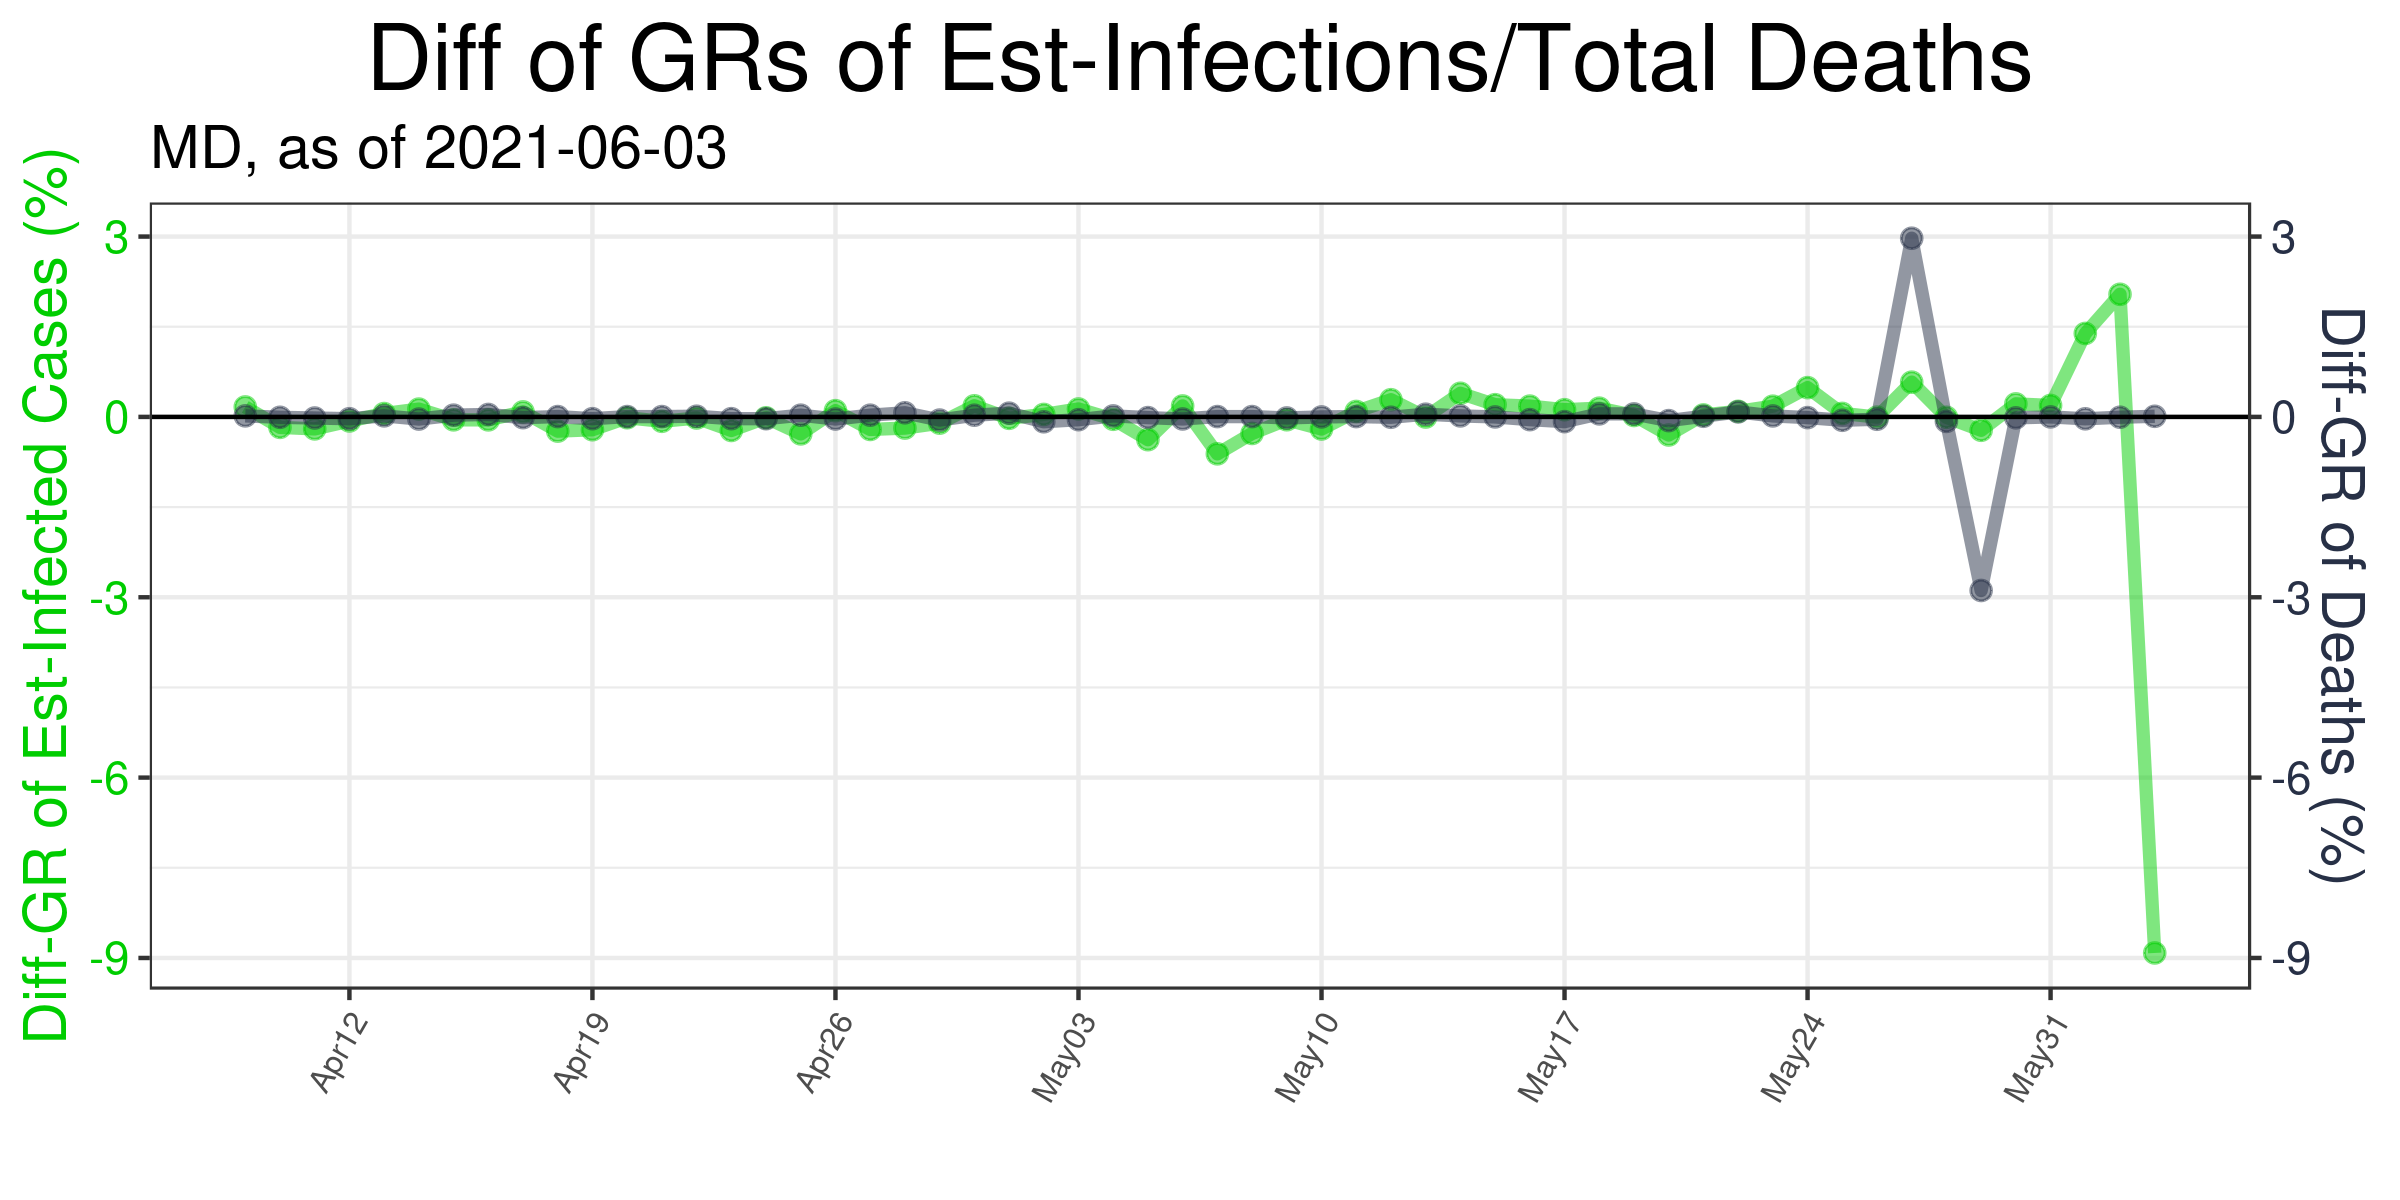 Diff of GRs of Est-Infections/Total Deaths
MD, as of 2021-06-03
Diff-GR of Est-Infected Cases (%)
3
0
-3
-6
-9
3
0
-3
-6
-9
Diff-GR of Deaths (%)
Apr12
Apr19
Apr26
May03
May10
May17
May24
May31